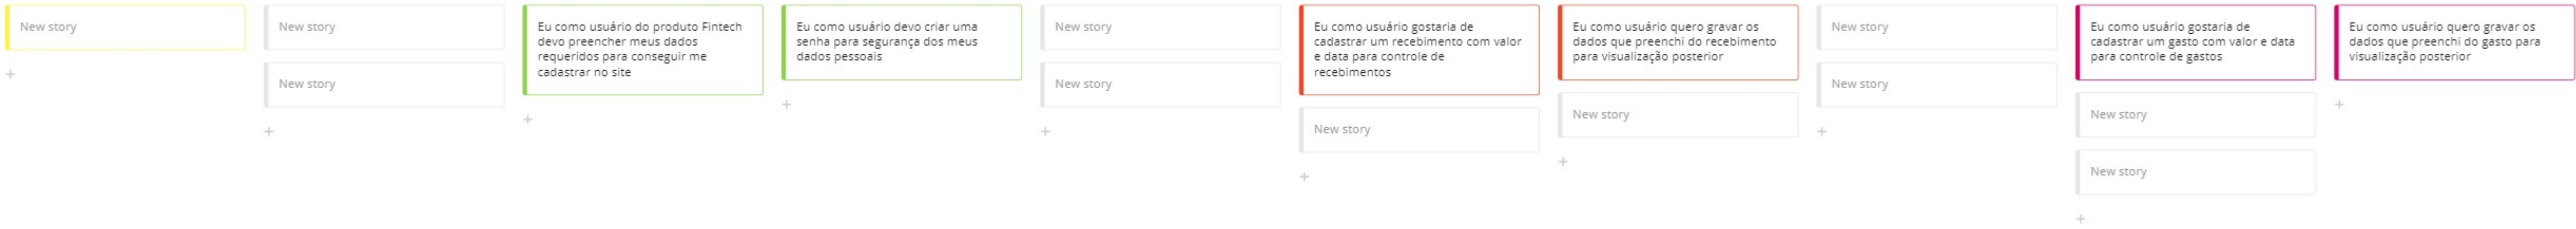 New story
+
New story
New story
+
Eu como usuário do produto Fintech
devo preencher meus dados
requeridos para conseguir me
cadastrar no site
+
Eu como usuário devo criar uma
senha para segurança dos meus
dados pessoais
+
New story
New story
+
Eu como usuário gostaria de
cadastrar um recebimento com valor
e data para controle de
recebimentos
New story
+
Eu como usuário quero gravar os
dados que preenchi do recebimento
para visualização posterior
New story
+
New story
New story
+
Eu como usuário gostaria de
cadastrar um gasto com valor e data
para controle de gastos
New story
New story
+
Eu como usuário quero gravar os
dados que preenchi do gasto para
visualização posterior
+